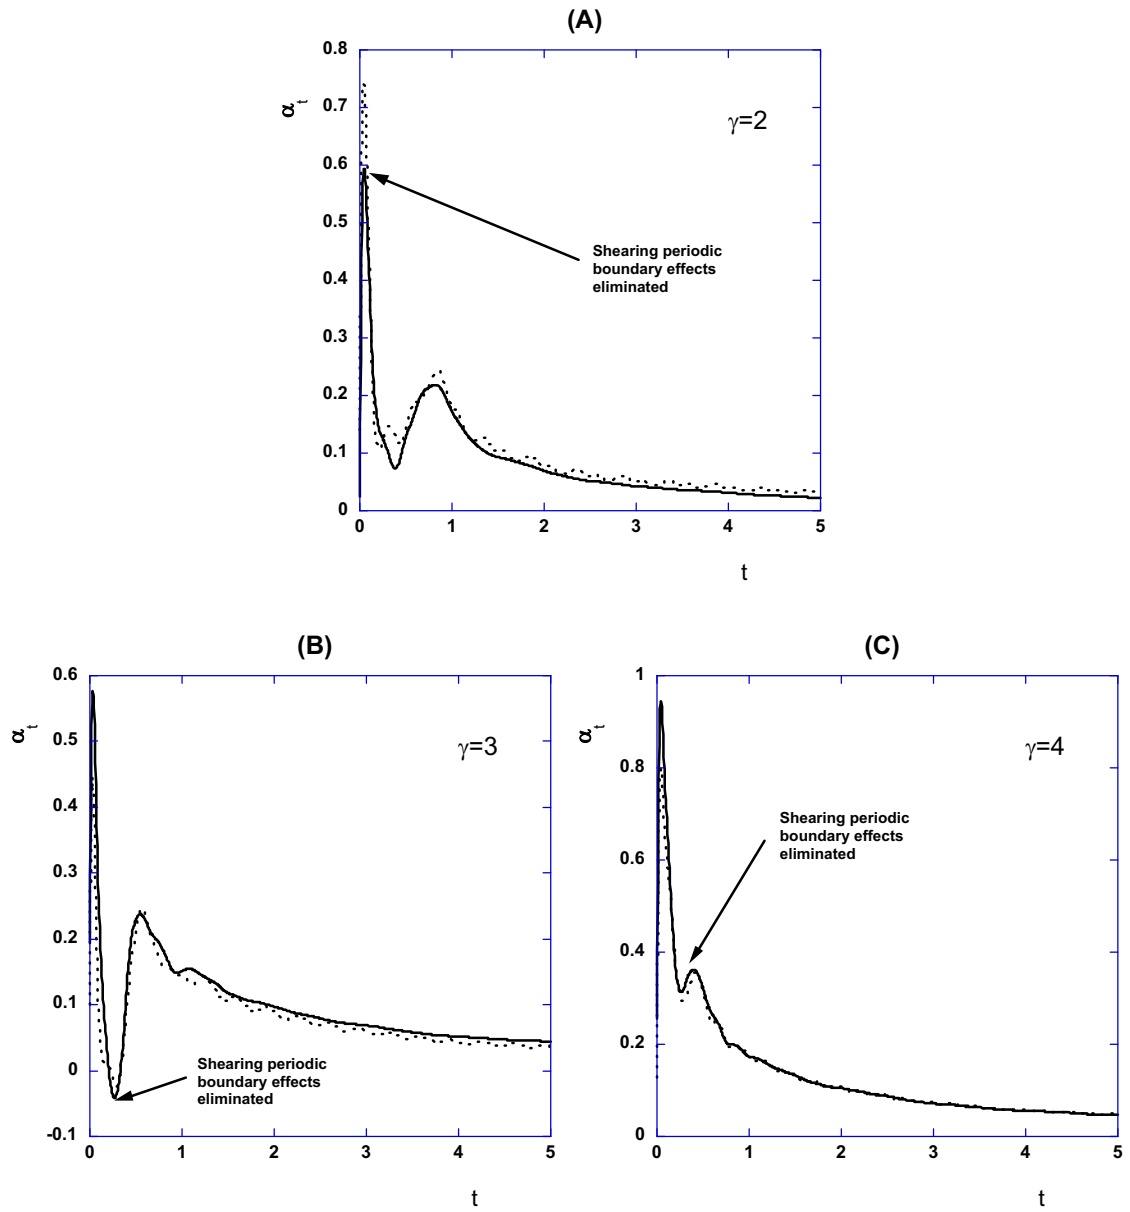 (A)
0.8
0.7
0.6
0.5
0.4
0.3
0.2
0.1
0
α_t
γ=2
Shearing periodic
boundary effects
eliminated
0 1 2 3 4 5
t
(B)
0.6
0.5
0.4
0.3
0.2
0.1
0
-0.1
α_t
γ=3
Shearing periodic
boundary effects
eliminated
0 1 2 3 4 5
t
(C)
1
0.8
0.6
0.4
0.2
0
α_t
γ=4
Shearing periodic
boundary effects
eliminated
0 1 2 3 4 5
t